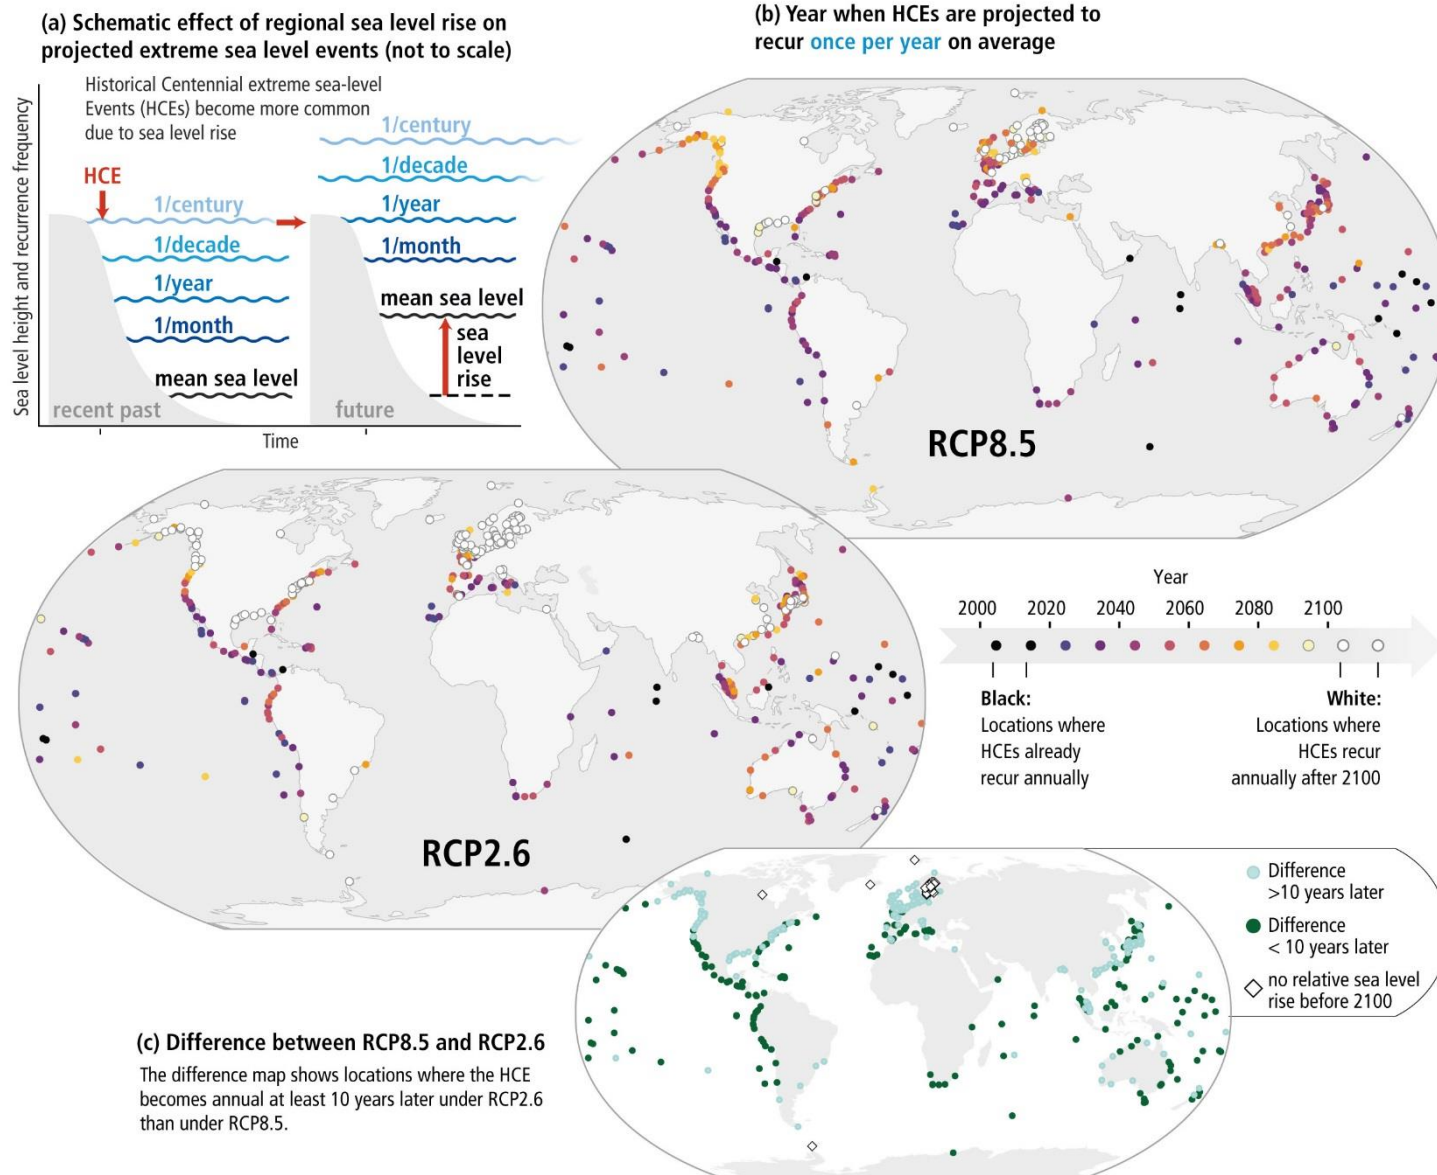 (a) Schematic effect of regional sea level rise on
projected extreme sea level events (not to scale)
Historical Centennial extreme sea-level
Events (HCEs) become more common
due to sea level rise
Sea level height and recurrence frequency
HCE
1/century
1/decade
1/year
1/month
mean sea level
recent past
1/century
1/decade
1/year
1/month
mean sea level
sea
level
rise
future
Time
(b) Year when HCEs are projected to
recur once per year on average
RCP8.5
RCP2.6
Year
2000 2020 2040 2060 2080 2100
Black:
Locations where
HCEs already
recur annually
White:
Locations where
HCEs recur
annually after 2100
(c) Difference between RCP8.5 and RCP2.6
The difference map shows locations where the HCE
becomes annual at least 10 years later under RCP2.6
than under RCP8.5.
Difference
>10 years later
Difference
< 10 years later
no relative sea level
rise before 2100